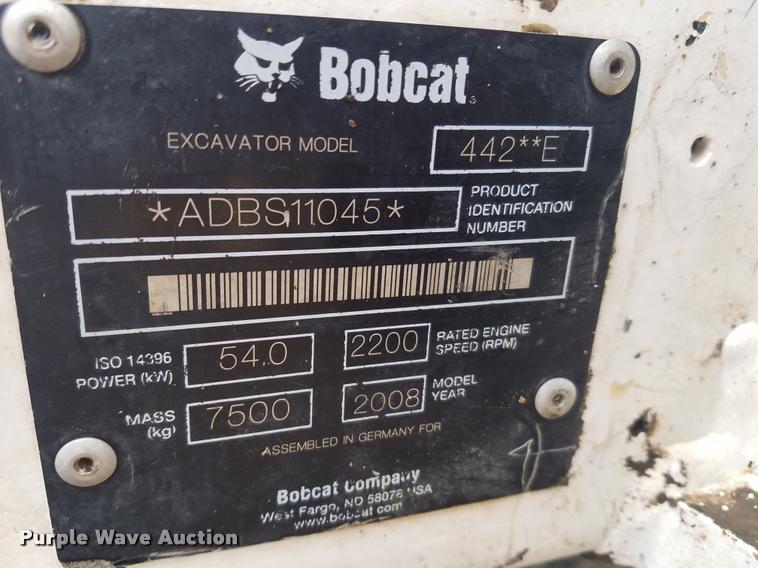 Bobcat
EXCAVATOR MODEL 442**E
*ADBS11045* PRODUCT IDENTIFICATION NUMBER
ISO 14396 POWER (kW) 54.0 2200 RATED ENGINE SPEED (RPM)
MASS (kg) 7500 2008 MODEL YEAR
ASSEMBLED IN GERMANY FOR
Bobcat Company
West Fargo, ND 58078 USA
www.bobcat.com
Purple Wave Auction